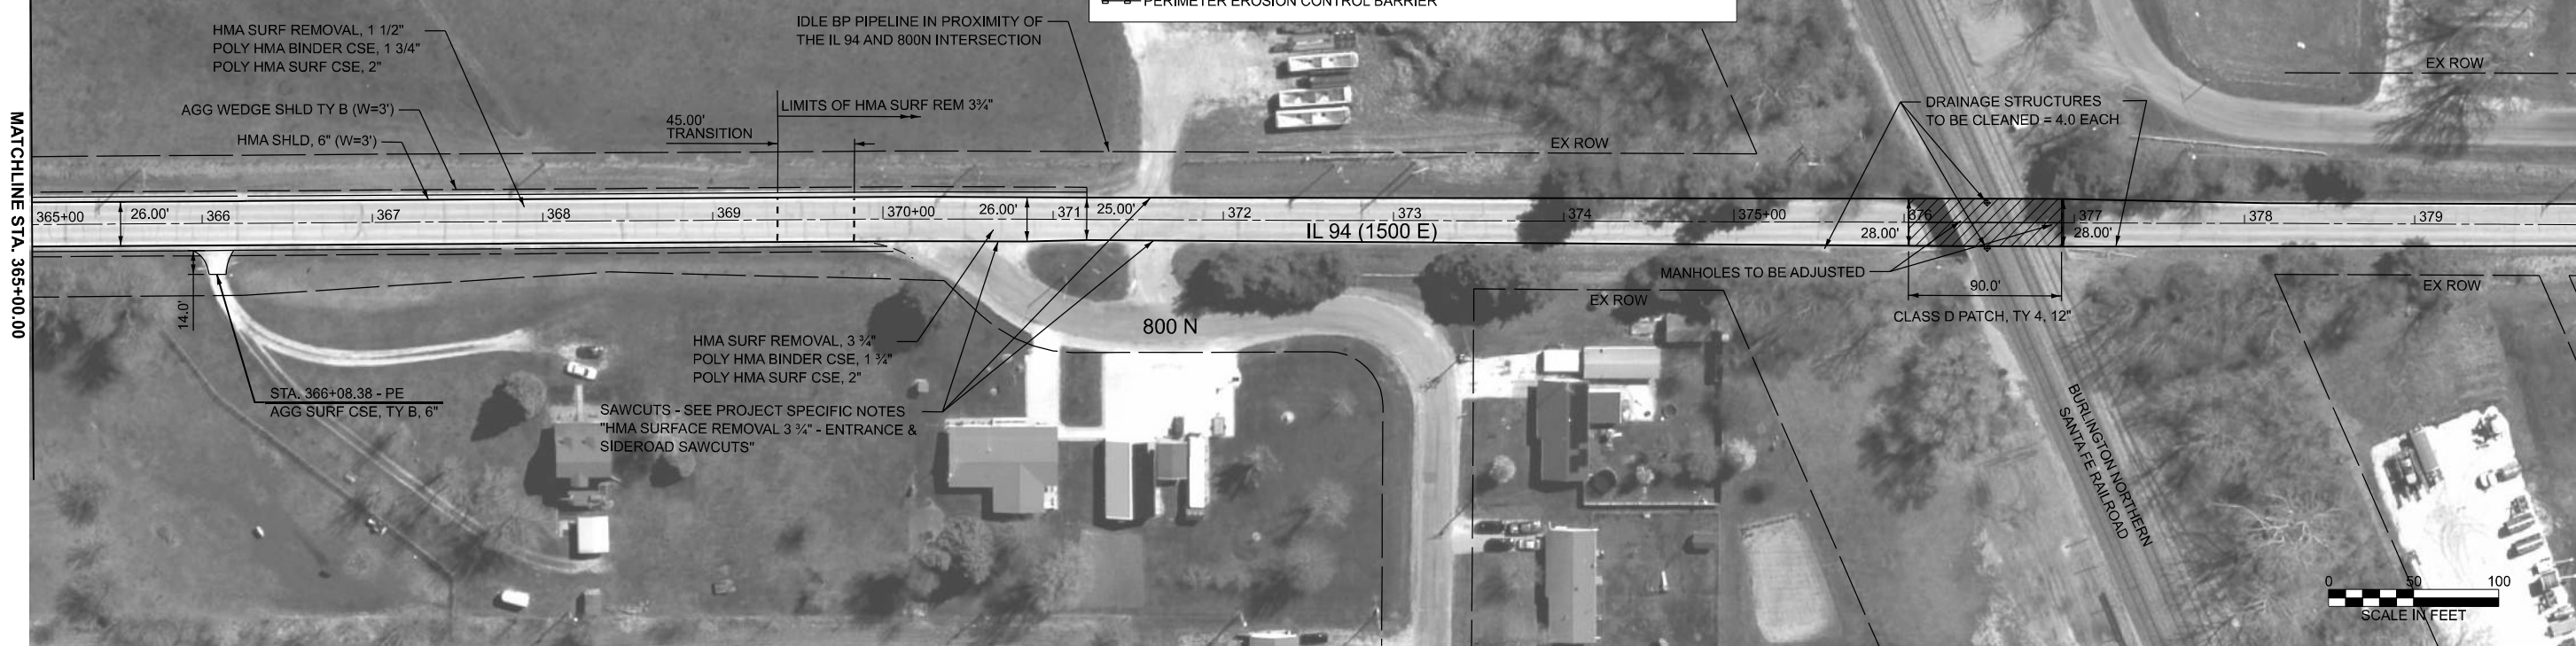 PERIMETER EROSION CONTROL BARRIER
HMA SURF REMOVAL, 1 1/2"
POLY HMA BINDER CSE, 1 3/4"
POLY HMA SURF CSE, 2"
IDLE BP PIPELINE IN PROXIMITY OF
THE IL 94 AND 800N INTERSECTION
EX ROW
AGG WEDGE SHLD TY B (W=3')
HMA SHLD, 6" (W=3')
45.00'
TRANSITION
LIMITS OF HMA SURF REM 3¾"
EX ROW
DRAINAGE STRUCTURES
TO BE CLEANED = 4.0 EACH
MATCHLINE STA. 365+00.00
365+00
26.00'
366
367
368
369
370+00
26.00'
371
25.00'
372
373
374
375+00
376
377
378
379
IL 94 (1500 E)
28.00'
28.00'
MANHOLES TO BE ADJUSTED
90.0'
CLASS D PATCH, TY 4, 12"
EX ROW
EX ROW
14.0'
800 N
HMA SURF REMOVAL, 3 ¾"
POLY HMA BINDER CSE, 1 ¾"
POLY HMA SURF CSE, 2"
STA. 366+08.38 - PE
AGG SURF CSE, TY B, 6"
SAWCUTS - SEE PROJECT SPECIFIC NOTES
"HMA SURFACE REMOVAL 3 ¾" - ENTRANCE &
SIDEROAD SAWCUTS"
BURLINGTON NORTHERN
SANTA FE RAILROAD
0 50 100
SCALE IN FEET